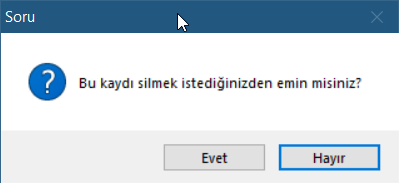 Soru
Bu kaydı silmek istediğinizden emin misiniz?
Evet
Hayır